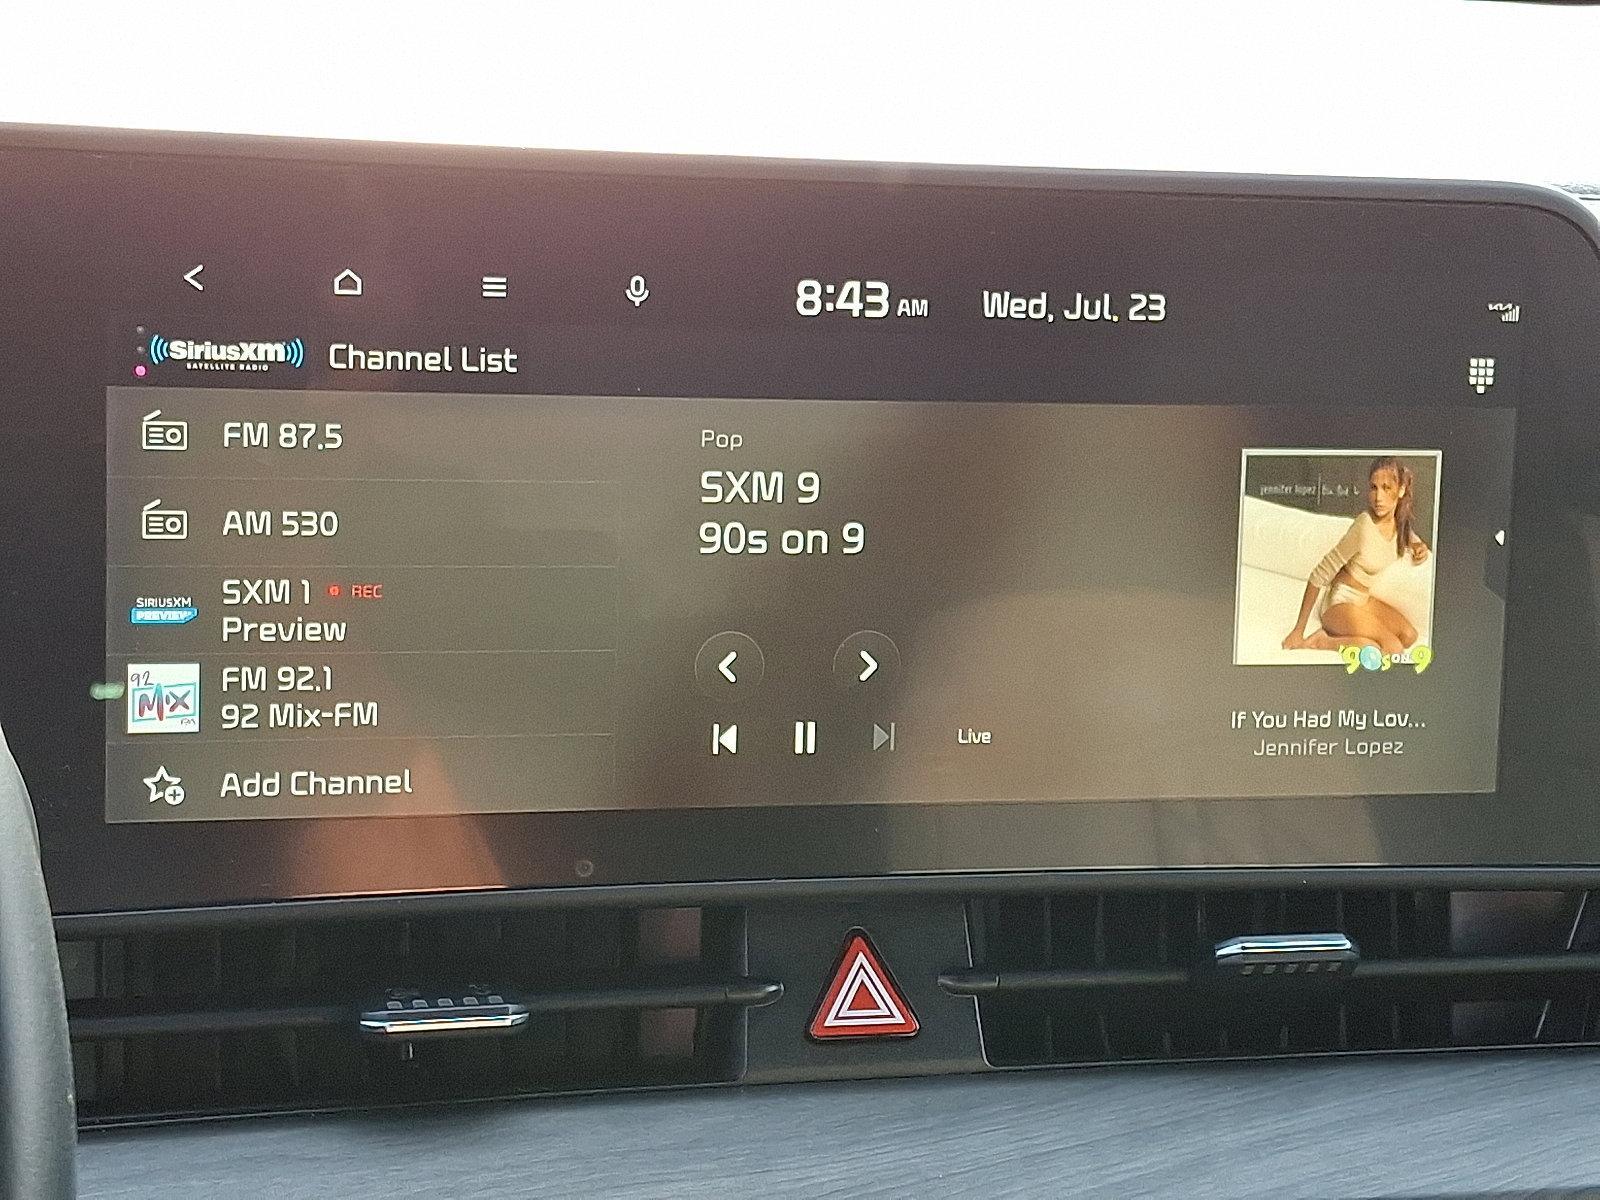 8:43 AM Wed, Jul. 23
SiriusXM Channel List
SATELLITE RADIO
FM 87.5
AM 530
SIRIUSXM
PREVIEW
SXM 1 REC
Preview
92
MIX
FM
FM 92.1
92 Mix-FM
Add Channel
Pop
SXM 9
90s on 9
Live
jennifer lopez
'90s ON 9
If You Had My Lov...
Jennifer Lopez